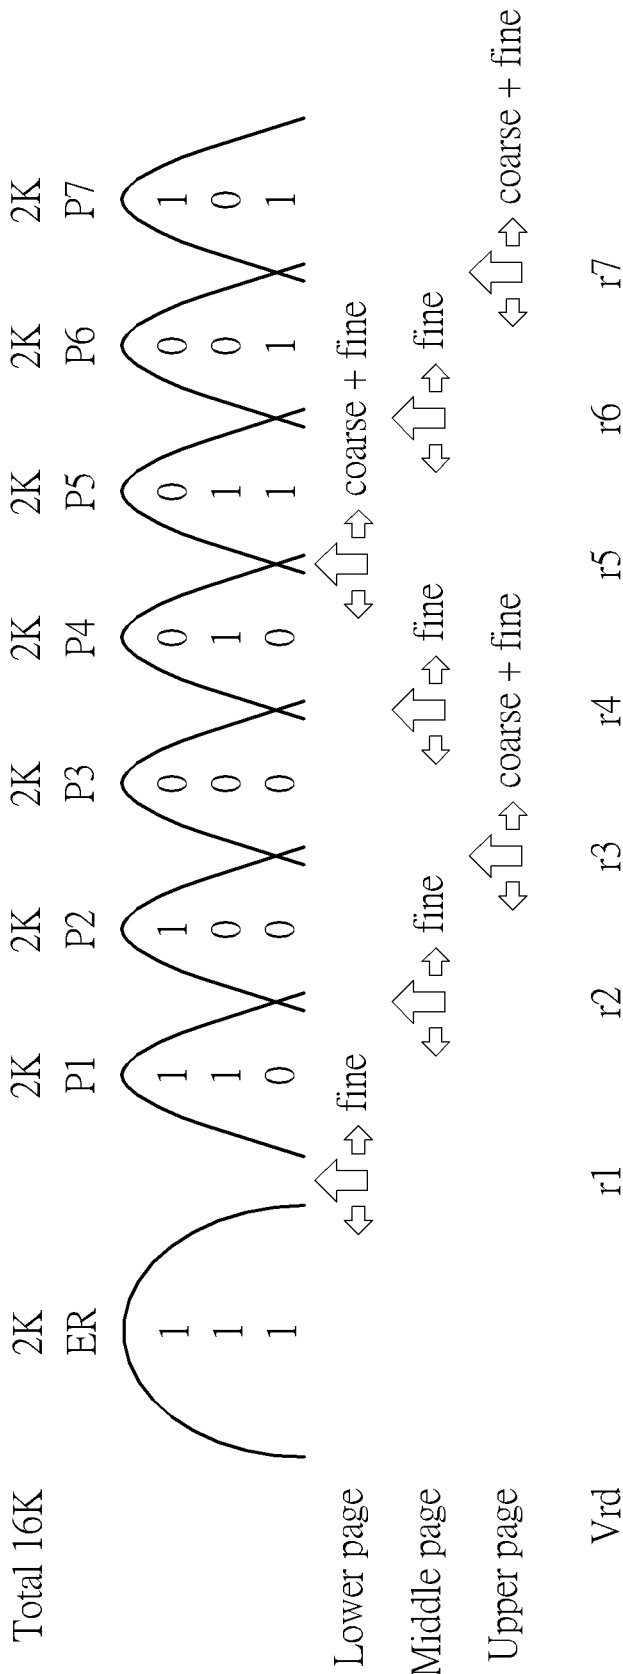 Total 16K 2K 2K 2K 2K 2K 2K 2K 2K
ER P1 P2 P3 P4 P5 P6 P7
1 1 1 0 0 0 0 1
1 1 0 0 1 1 0 0
1 0 0 0 0 1 1 1
Lower page fine coarse + fine
Middle page fine fine fine
Upper page coarse + fine coarse + fine
Vrd r1 r2 r3 r4 r5 r6 r7